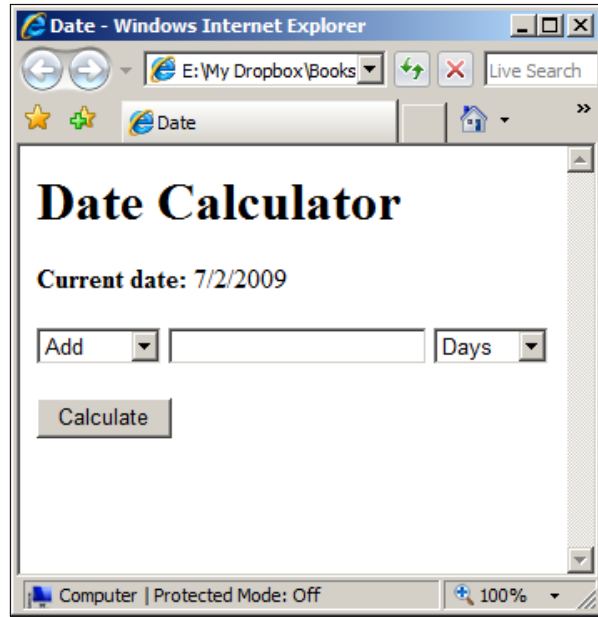 Date - Windows Internet Explorer
E:\My Dropbox\Books
Live Search
Date
»
Date Calculator
Current date: 7/2/2009
Add Days
Calculate
Computer | Protected Mode: Off 100%